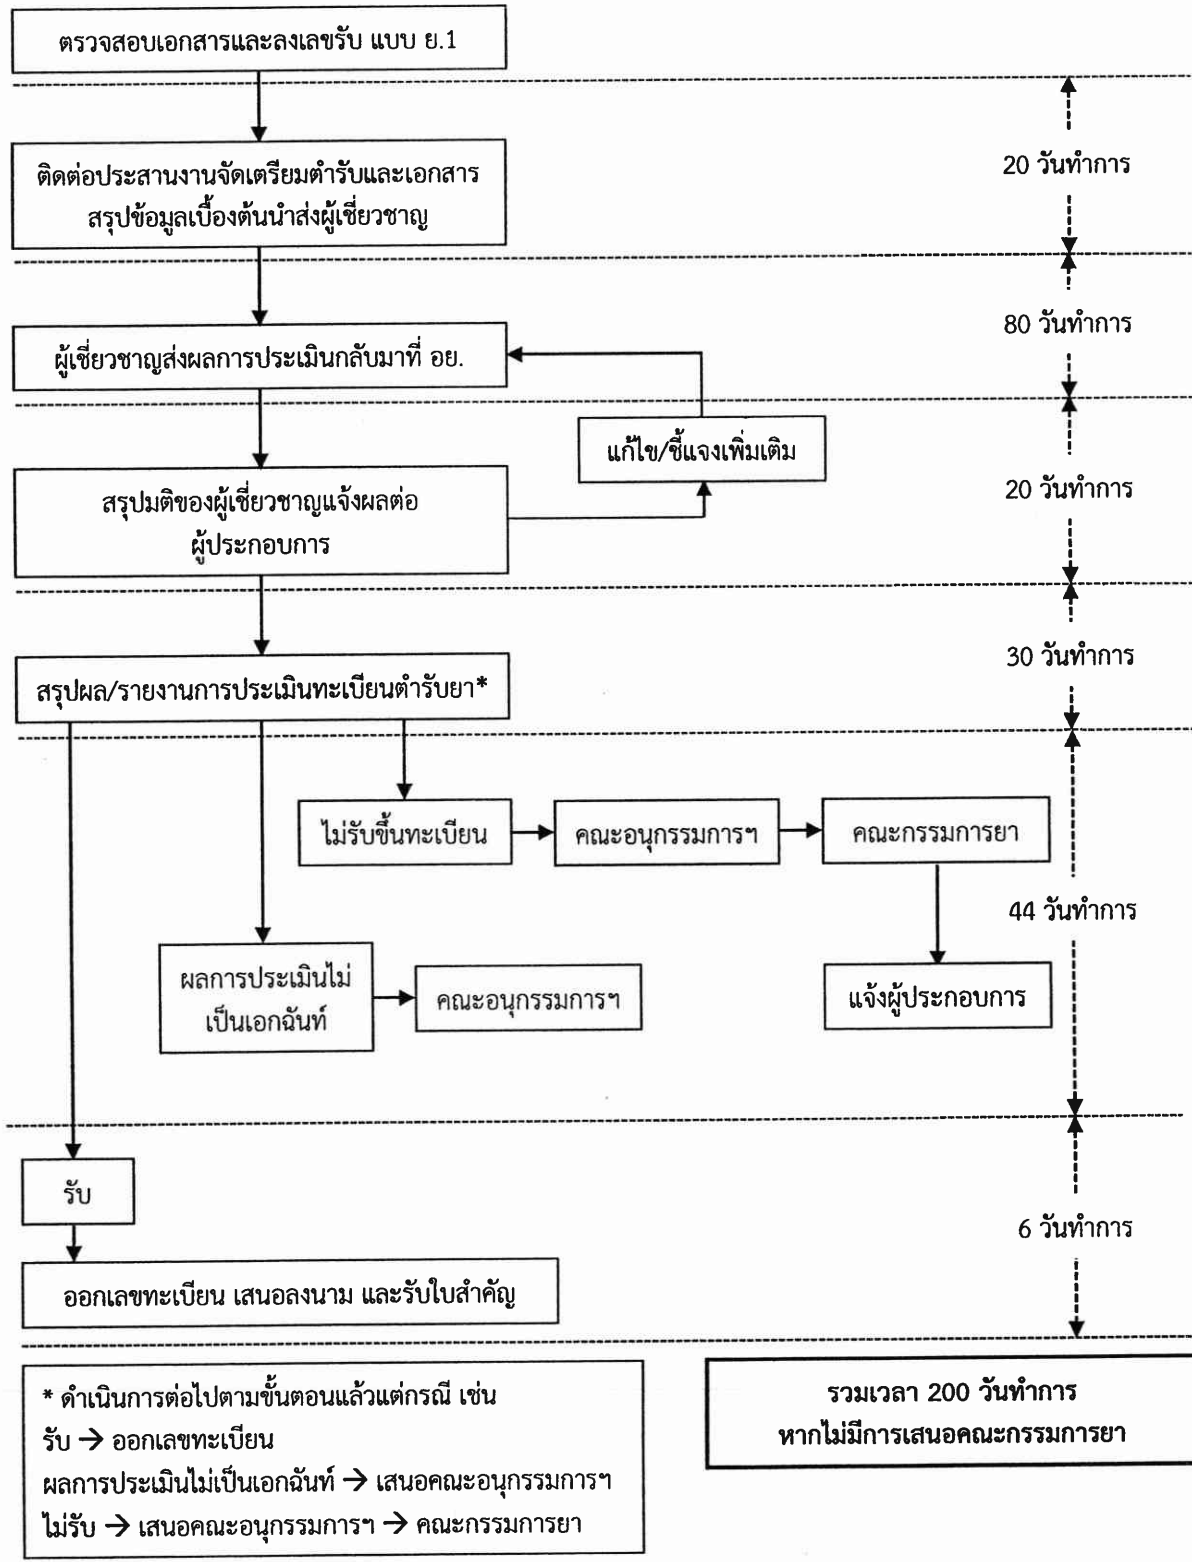 ตรวจสอบเอกสารและลงเลขรับ แบบ ย.1
20 วันทำการ
ติดต่อประสานงานจัดเตรียมตำรับและเอกสาร
สรุปข้อมูลเบื้องต้นนำส่งผู้เชี่ยวชาญ
80 วันทำการ
ผู้เชี่ยวชาญส่งผลการประเมินกลับมาที่ อย.
แก้ไข/ชี้แจงเพิ่มเติม
20 วันทำการ
สรุปมติของผู้เชี่ยวชาญแจ้งผลต่อ
ผู้ประกอบการ
30 วันทำการ
สรุปผล/รายงานการประเมินทะเบียนตำรับยา*
ไม่รับขึ้นทะเบียน → คณะอนุกรรมการฯ → คณะกรรมการยา
44 วันทำการ
ผลการประเมินไม่
เป็นเอกฉันท์
คณะอนุกรรมการฯ
แจ้งผู้ประกอบการ
รับ
6 วันทำการ
ออกเลขทะเบียน เสนอลงนาม และรับใบสำคัญ
* ดำเนินการต่อไปตามขั้นตอนแล้วแต่กรณี เช่น
รับ → ออกเลขทะเบียน
ผลการประเมินไม่เป็นเอกฉันท์ → เสนอคณะอนุกรรมการฯ
ไม่รับ → เสนอคณะอนุกรรมการฯ → คณะกรรมการยา
รวมเวลา 200 วันทำการ
หากไม่มีการเสนอคณะกรรมการยา